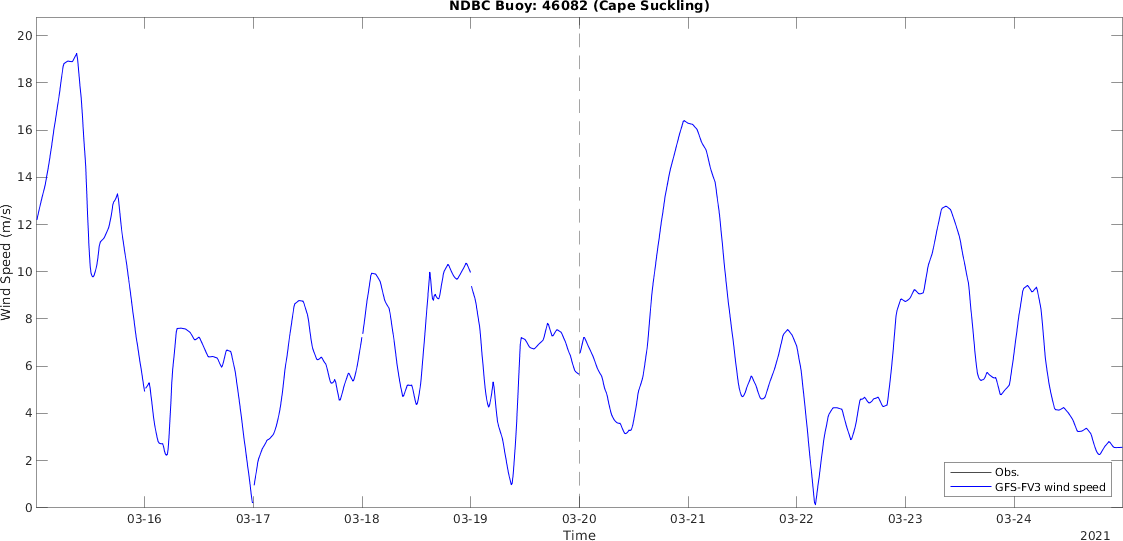 NDBC Buoy: 46082 (Cape Suckling)
Wind Speed (m/s)
20
18
16
14
12
10
8
6
4
2
0
03-16 03-17 03-18 03-19 03-20 03-21 03-22 03-23 03-24
Time
2021
Obs.
GFS-FV3 wind speed